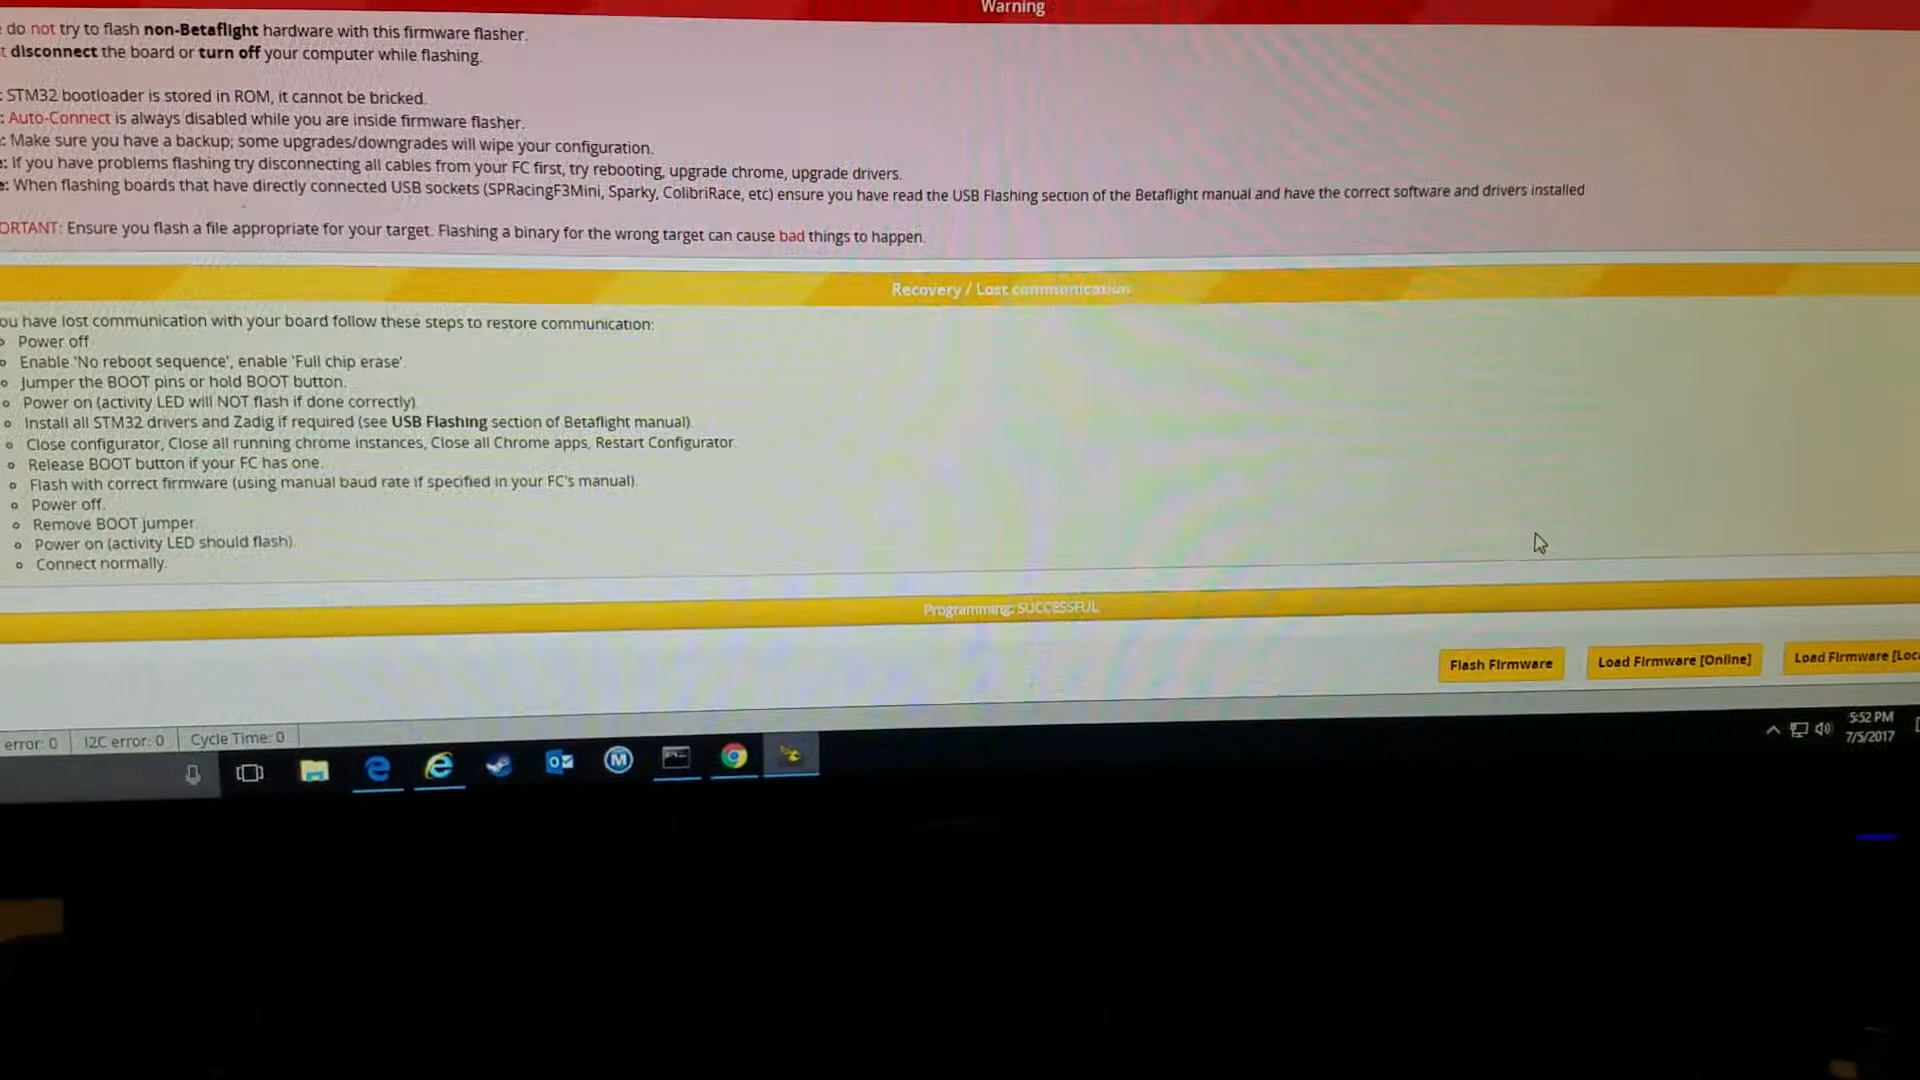 Warning
do not try to flash non-Betaflight hardware with this firmware flasher.
t disconnect the board or turn off your computer while flashing.
: STM32 bootloader is stored in ROM, it cannot be bricked.
: Auto-Connect is always disabled while you are inside firmware flasher.
: Make sure you have a backup; some upgrades/downgrades will wipe your configuration.
e: If you have problems flashing try disconnecting all cables from your FC first, try rebooting, upgrade chrome, upgrade drivers.
e: When flashing boards that have directly connected USB sockets (SPRacingF3Mini, Sparky, ColibriRace, etc) ensure you have read the USB Flashing section of the Betaflight manual and have the correct software and drivers installed
ORTANT: Ensure you flash a file appropriate for your target. Flashing a binary for the wrong target can cause bad things to happen.
Recovery / Lost communication
ou have lost communication with your board follow these steps to restore communication:
Power off
Enable 'No reboot sequence', enable 'Full chip erase'.
Jumper the BOOT pins or hold BOOT button.
Power on (activity LED will NOT flash if done correctly).
Install all STM32 drivers and Zadig if required (see USB Flashing section of Betaflight manual).
Close configurator, Close all running chrome instances, Close all Chrome apps, Restart Configurator.
Release BOOT button if your FC has one.
Flash with correct firmware (using manual baud rate if specified in your FC's manual).
Power off.
Remove BOOT jumper.
Power on (activity LED should flash).
Connect normally.
Programming: SUCCESSFUL
Flash Firmware Load Firmware [Online] Load Firmware [Loc
error: 0 I2C error: 0 Cycle Time: 0
5:52 PM
7/5/2017